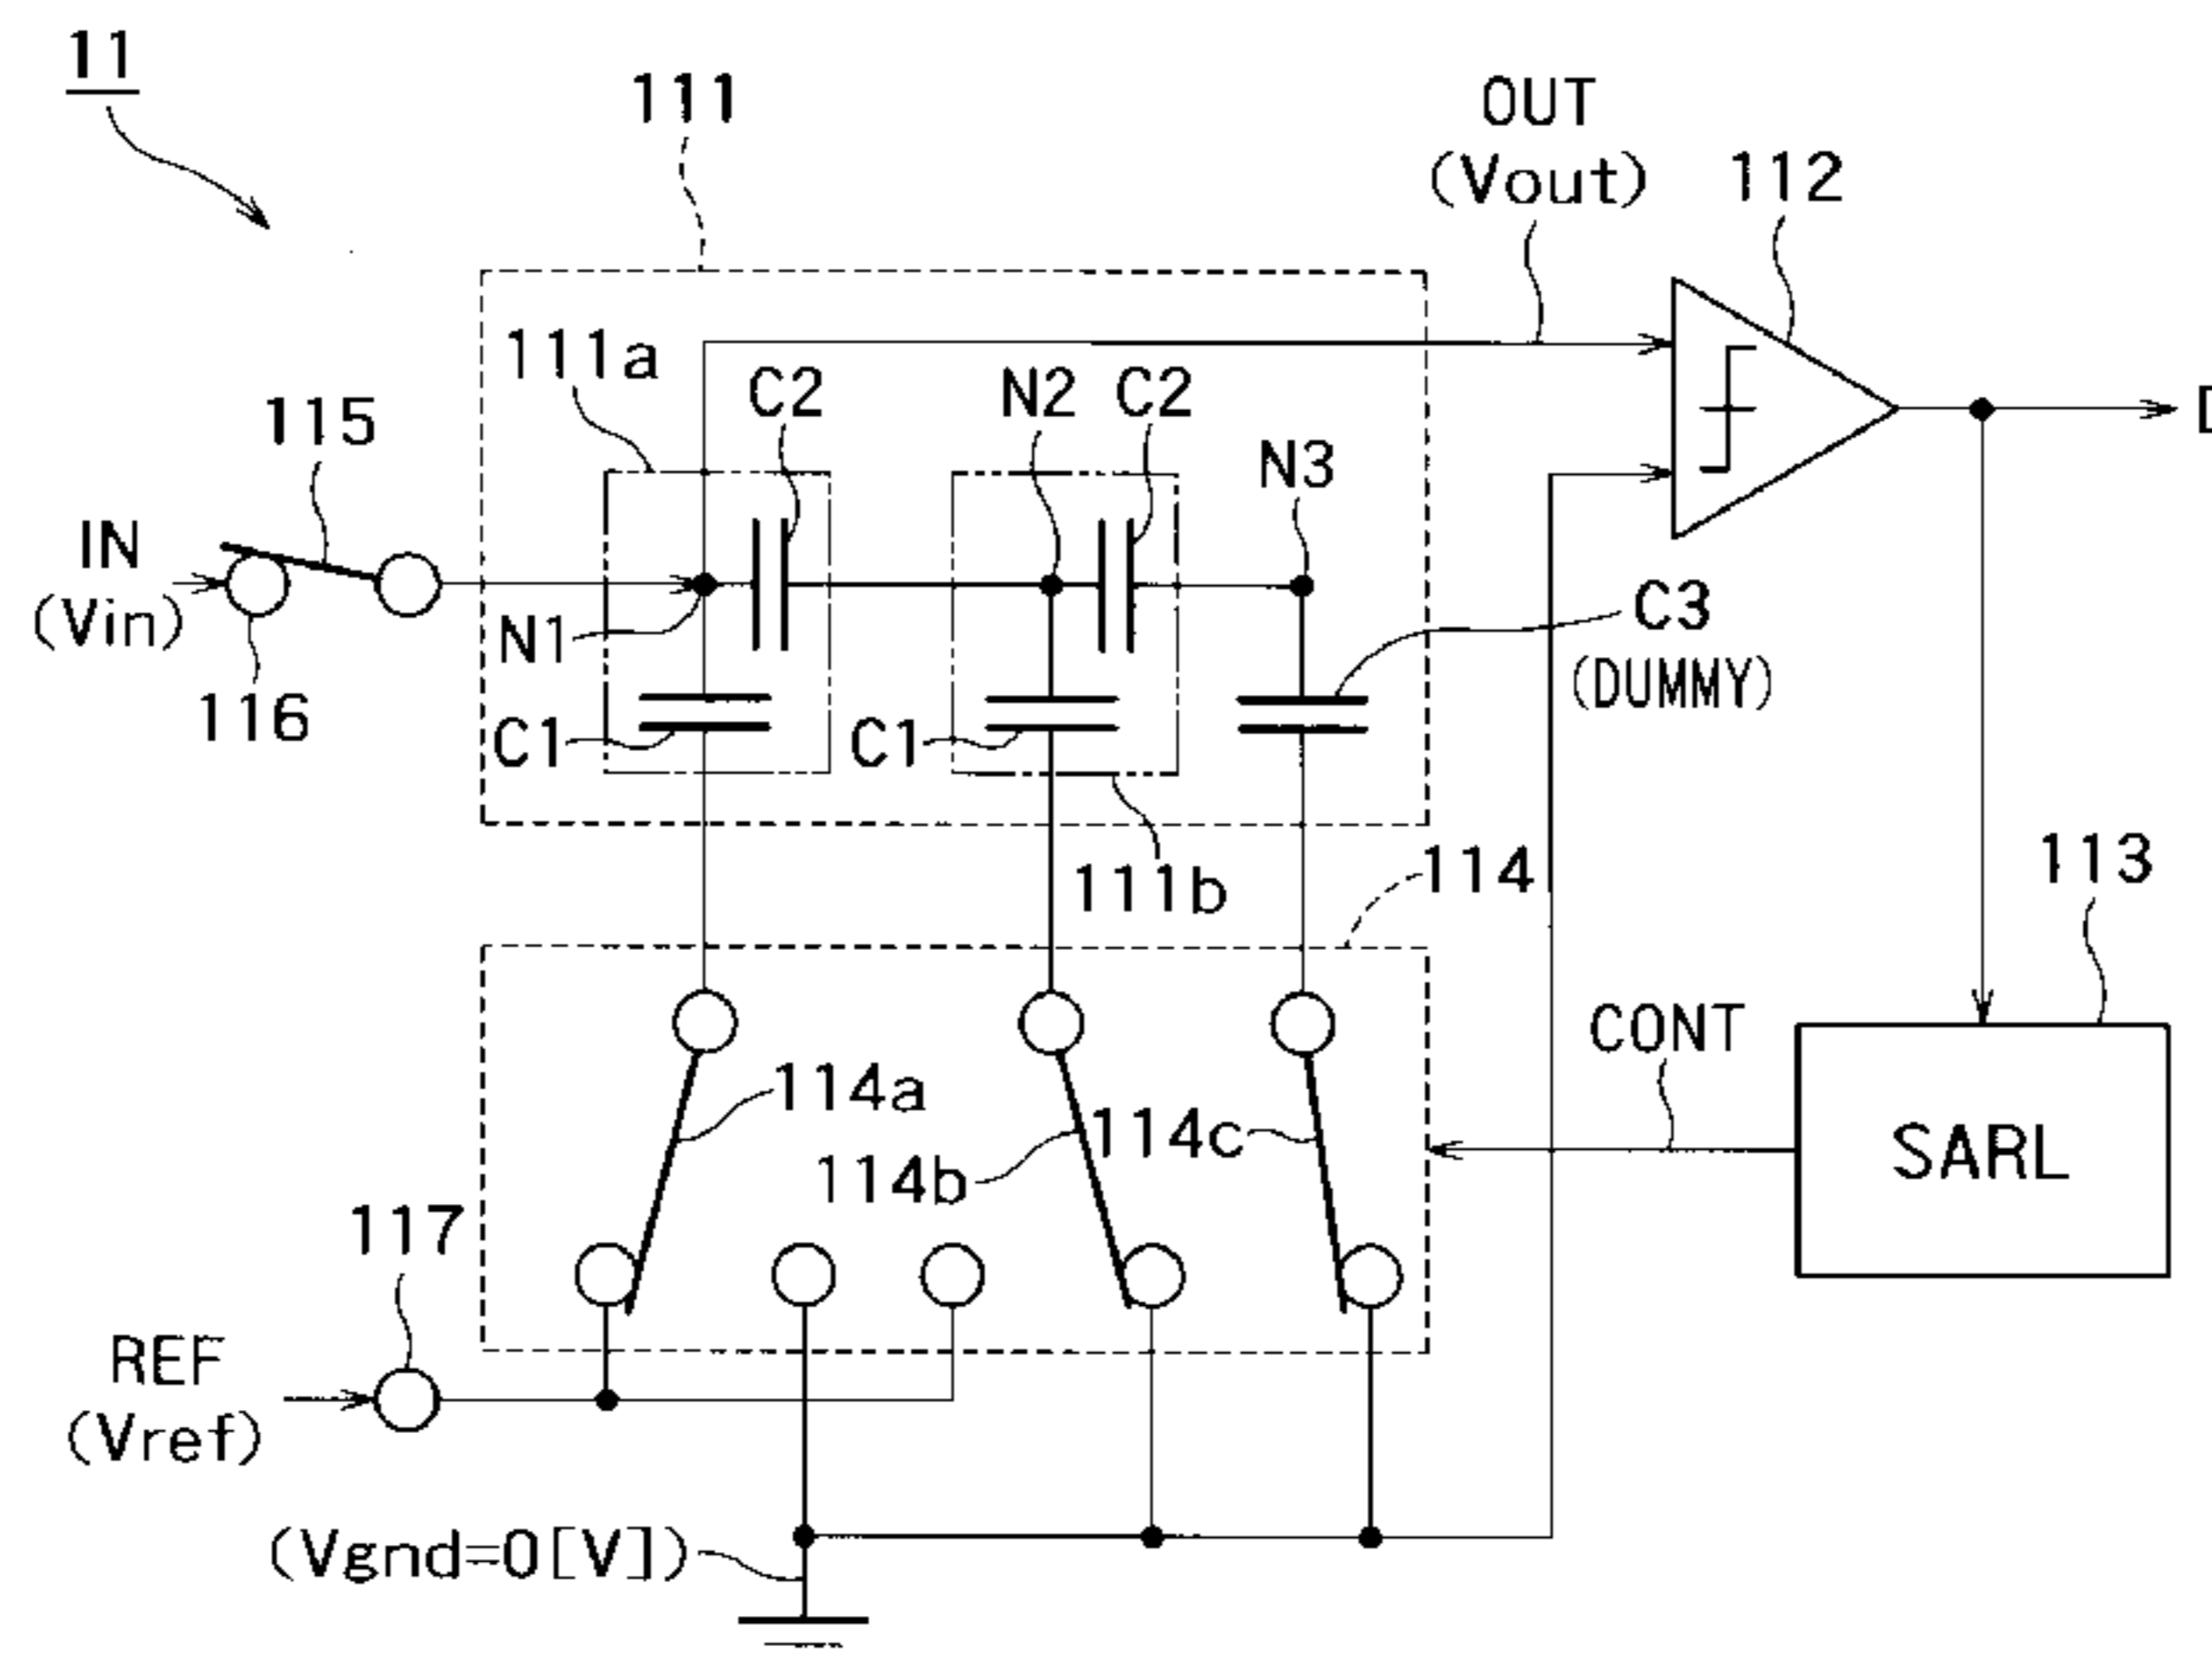 11
111
OUT
(Vout)
112
111a
C2
N2
C2
115
N3
IN
(Vin)
N1
C3
(DUMMY)
116
C1
C1
111b
114
113
CONT
114a
114c
114b
SARL
117
REF
(Vref)
(Vgnd=0[V])